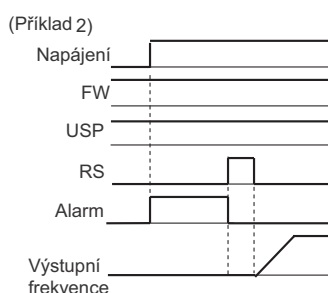 (Příklad 2)
Napájení
FW
USP
RS
Alarm
Výstupní
frekvence